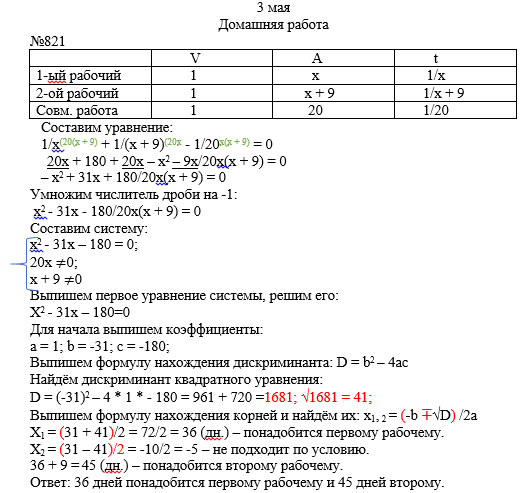 3 мая
Домашняя работа
№821
V A t
1-ый рабочий 1 x 1/x
2-ой рабочий 1 x + 9 1/x + 9
Совм. работа 1 20 1/20
Составим уравнение:
1/x⁽²⁰⁽ˣ ⁺ ⁹⁾ + 1/(x + 9)⁽²⁰ˣ - 1/20ˣ⁽ˣ ⁺ ⁹⁾ = 0
20x + 180 + 20x – x² – 9x/20x(x + 9) = 0
– x² + 31x + 180/20x(x + 9) = 0
Умножим числитель дроби на -1:
x² - 31x - 180/20x(x + 9) = 0
Составим систему:
x² - 31x – 180 = 0;
20x ≠0;
x + 9 ≠0
Выпишем первое уравнение системы, решим его:
X² - 31x – 180=0
Для начала выпишем коэффициенты:
a = 1; b = -31; c = -180;
Выпишем формулу нахождения дискриминанта: D = b² – 4ac
Найдём дискриминант квадратного уравнения:
D = (-31)² – 4 * 1 * - 180 = 961 + 720 =1681; √1681 = 41;
Выпишем формулу нахождения корней и найдём их: x₁, ₂ = (-b ∓√D) /2a
X₁ = (31 + 41)/2 = 72/2 = 36 (дн.) – понадобится первому рабочему.
X₂ = (31 – 41)/2 = -10/2 = -5 – не подходит по условию.
36 + 9 = 45 (дн.) – понадобится второму рабочему.
Ответ: 36 дней понадобится первому рабочему и 45 дней второму.